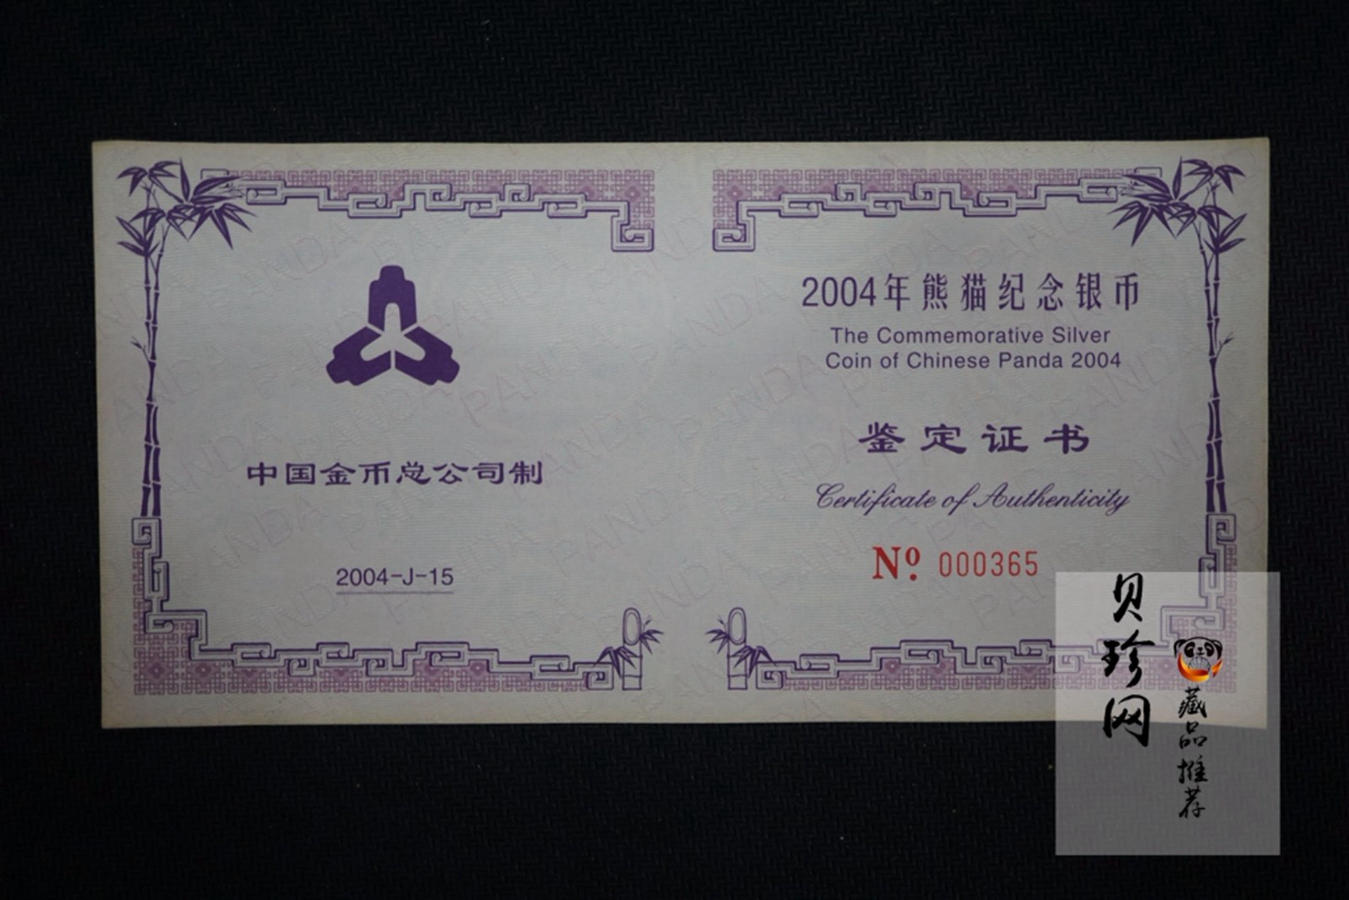 中国金币总公司制
2004-J-15
2004年熊猫纪念银币
The Commemorative Silver
Coin of Chinese Panda 2004
鉴定证书
Certificate of Authenticity
Nº 000365
贝珍网
藏品推荐
PANDA